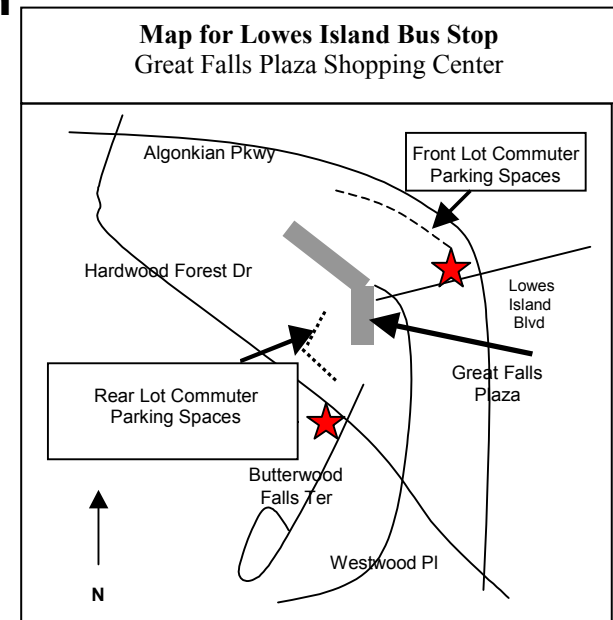 Map for Lowes Island Bus Stop
Great Falls Plaza Shopping Center
Algonkian Pkwy
Front Lot Commuter
Parking Spaces
Hardwood Forest Dr
Lowes
Island
Blvd
Great Falls
Plaza
Rear Lot Commuter
Parking Spaces
Butterwood
Falls Ter
Westwood Pl
N